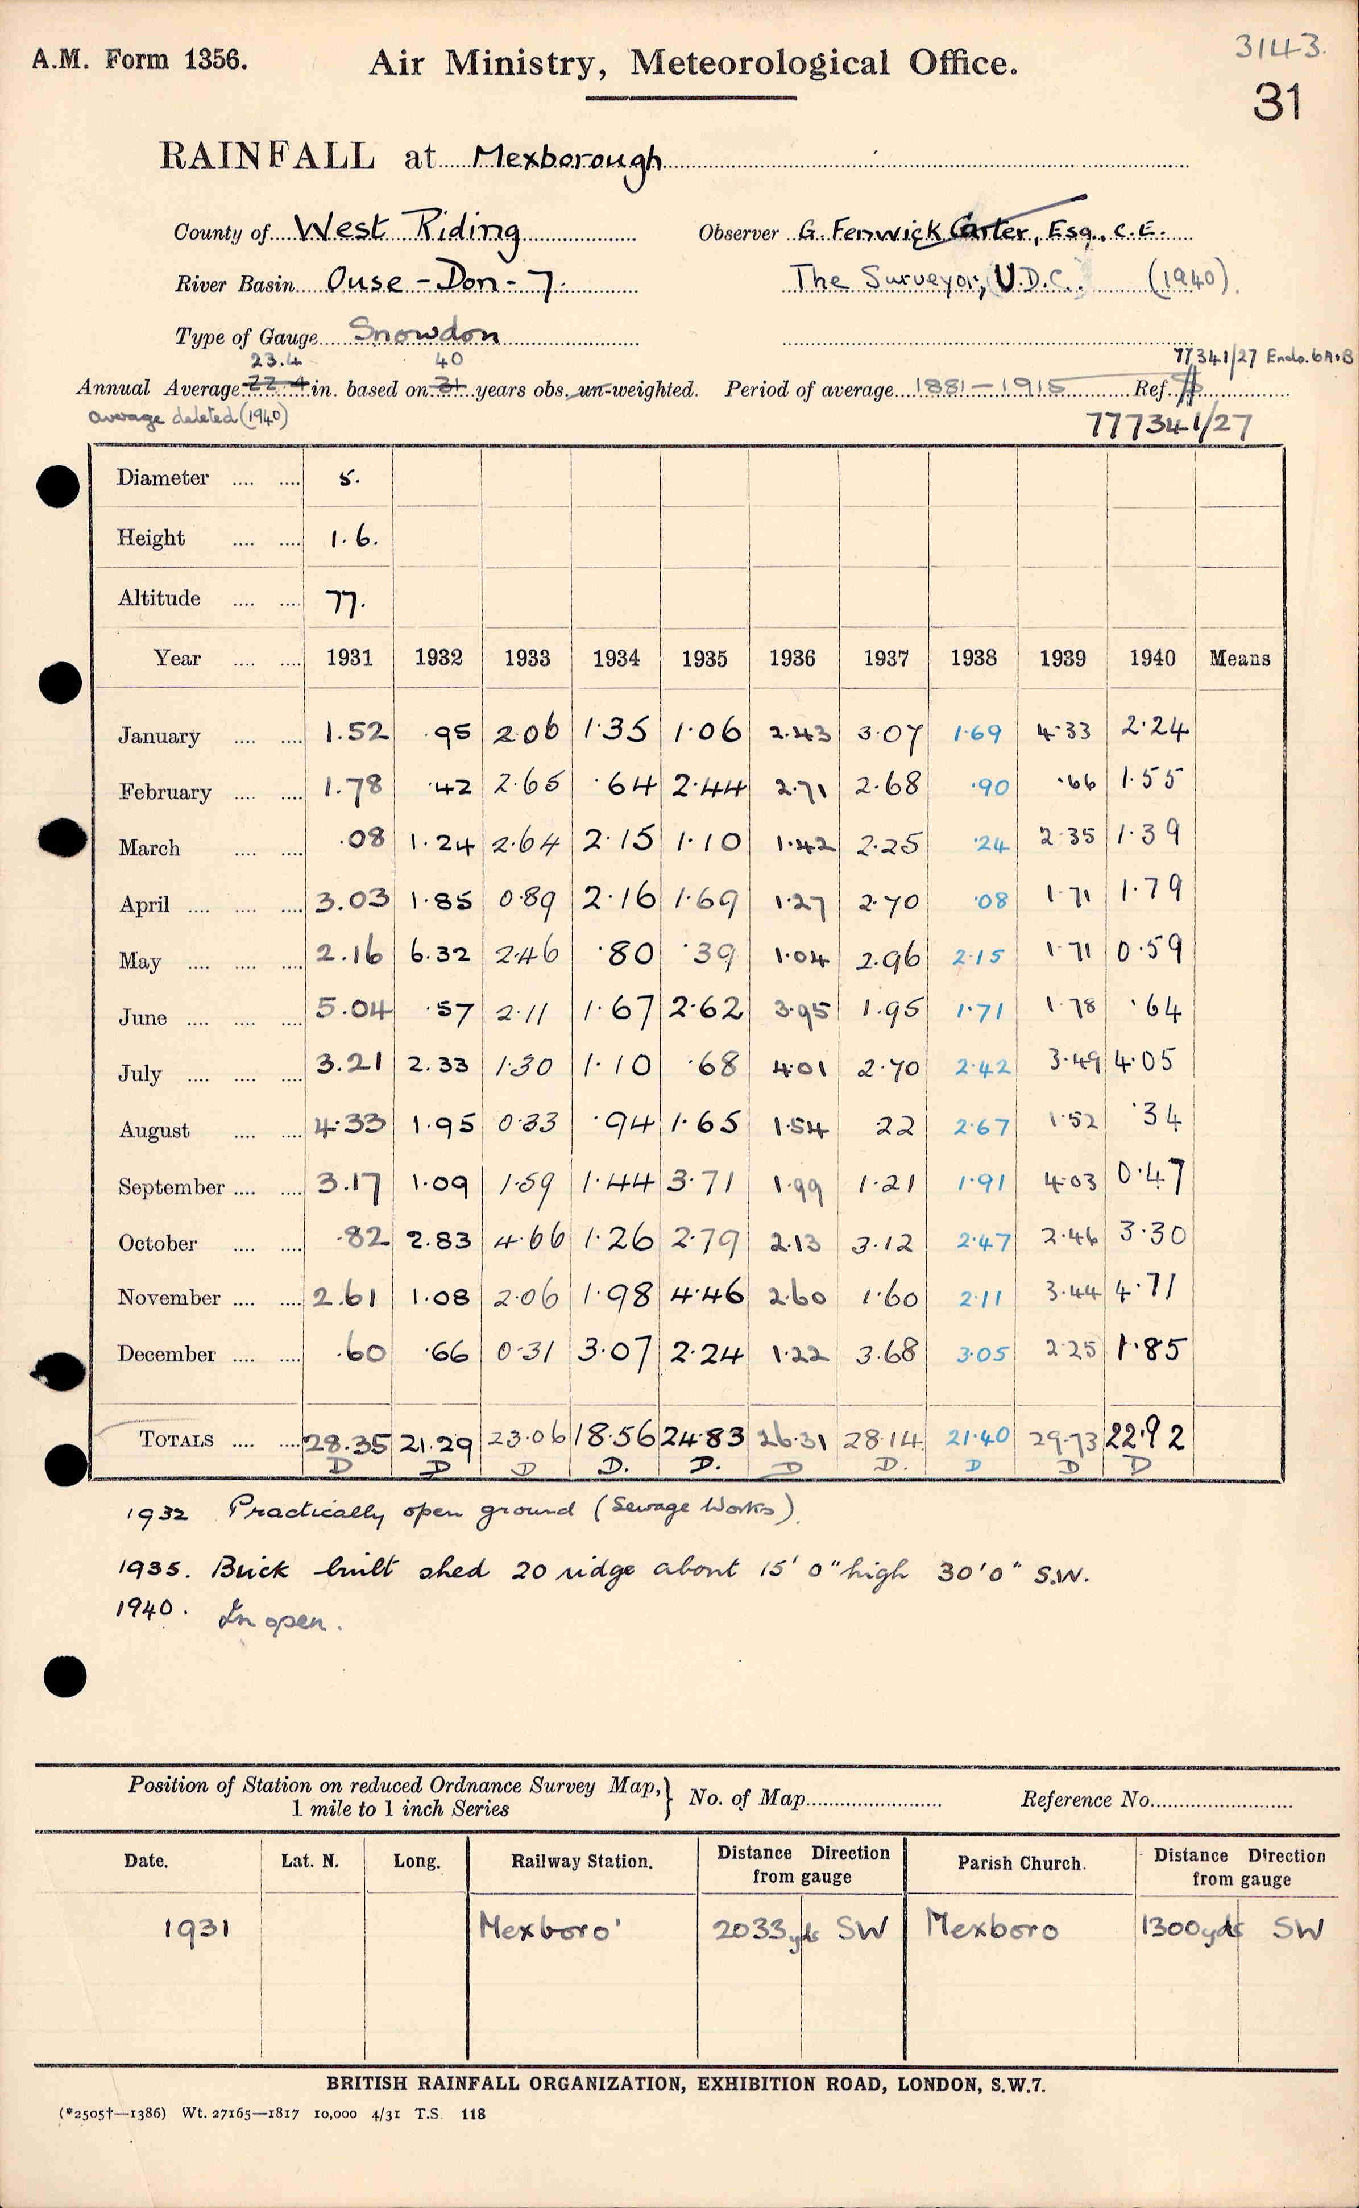 A.M. Form 1356.
Air Ministry, Meteorological Office.
3143.
31
RAINFALL at Mexborough
County of West Riding
Observer G. Fenwick Carter, Esq., C.E.
River Basin Ouse - Don - 7.
The Surveyor, U.D.C. (1940).
Type of Gauge Snowdon
23.4 40 77341/27 Endo. 6A+B
Annual Average 22.4 in. based on 31 years obs. un-weighted. Period of average 1881-1915 Ref.
average deleted (1940)
777341/27
Diameter .... .... 5.
Height .... .... 1.6.
Altitude .... .... 77.
Year .... .... 1931 1932 1933 1934 1935 1936 1937 1938 1939 1940 Means
January .... .... 1.52 .95 2.06 1.35 1.06 2.43 3.07 1.69 4.33 2.24
February .... .... 1.78 .42 2.65 .64 2.44 2.71 2.68 .90 .66 1.55
March .... .... .08 1.24 2.64 2.15 1.10 1.42 2.25 .24 2.35 1.39
April .... .... .... 3.03 1.85 0.89 2.16 1.69 1.27 2.70 .08 1.71 1.79
May .... .... .... 2.16 6.32 2.46 .80 .39 1.04 2.96 2.15 1.71 0.59
June .... .... .... 5.04 .57 2.11 1.67 2.62 3.95 1.95 1.71 1.78 .64
July .... .... .... 3.21 2.33 1.30 1.10 .68 4.01 2.70 2.42 3.49 4.05
August .... .... 4.33 1.95 0.33 .94 1.65 1.54 .22 2.67 1.52 .34
September .... .... 3.17 1.09 1.59 1.44 3.71 1.99 1.21 1.91 4.03 0.47
October .... .... .82 2.83 4.66 1.26 2.79 2.13 3.12 2.47 2.46 3.30
November .... .... 2.61 1.08 2.06 1.98 4.46 2.60 1.60 2.11 3.44 4.71
December .... .... .60 .66 0.31 3.07 2.24 1.22 3.68 3.05 2.25 1.85
TOTALS .... .... 28.35 21.29 23.06 18.56 24.83 26.31 28.14 21.40 29.73 22.92
D D D D. D. D D. D D D
1932 Practically open ground (Sewage Works).
1935. Brick built shed 20 ridge about 15' 0" high 30'0" S.W.
1940. In open.
Position of Station on reduced Ordnance Survey Map, } No. of Map Reference No.
1 mile to 1 inch Series
Date. Lat. N. Long. Railway Station. Distance Direction from gauge Parish Church. Distance Direction from gauge
1931 Mexboro' 2033 yds SW Mexboro 1300 yds SW
BRITISH RAINFALL ORGANIZATION, EXHIBITION ROAD, LONDON, S.W.7.
(*2505†—1386) Wt. 27165—1817 10,000 4/31 T.S. 118